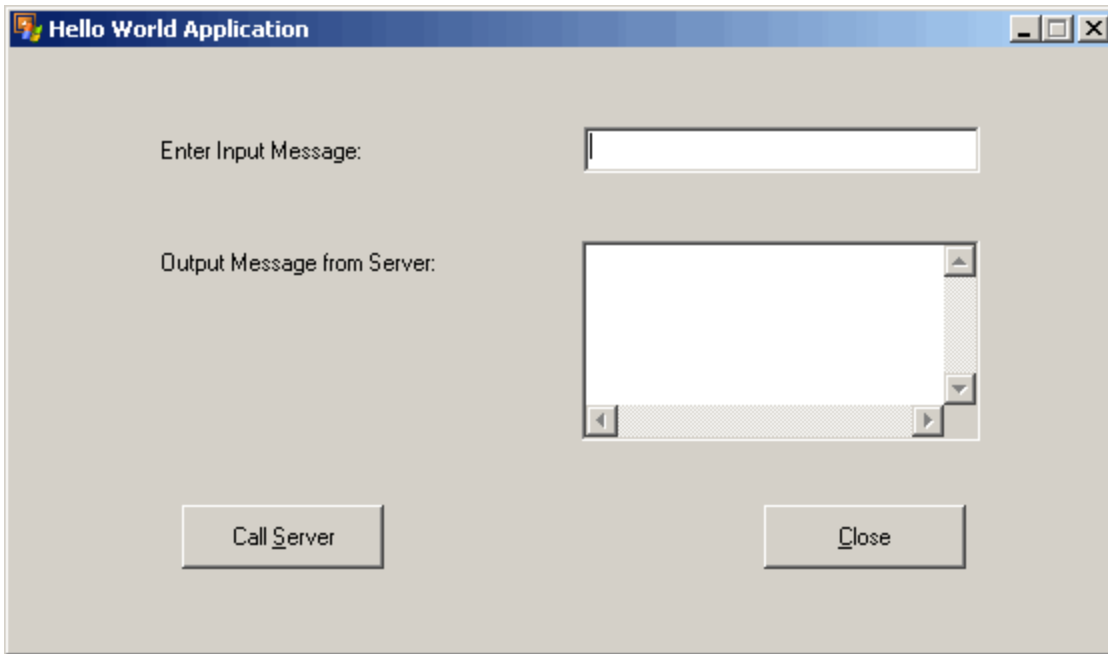 Hello World Application
Enter Input Message:
Output Message from Server:
Call Server
Close